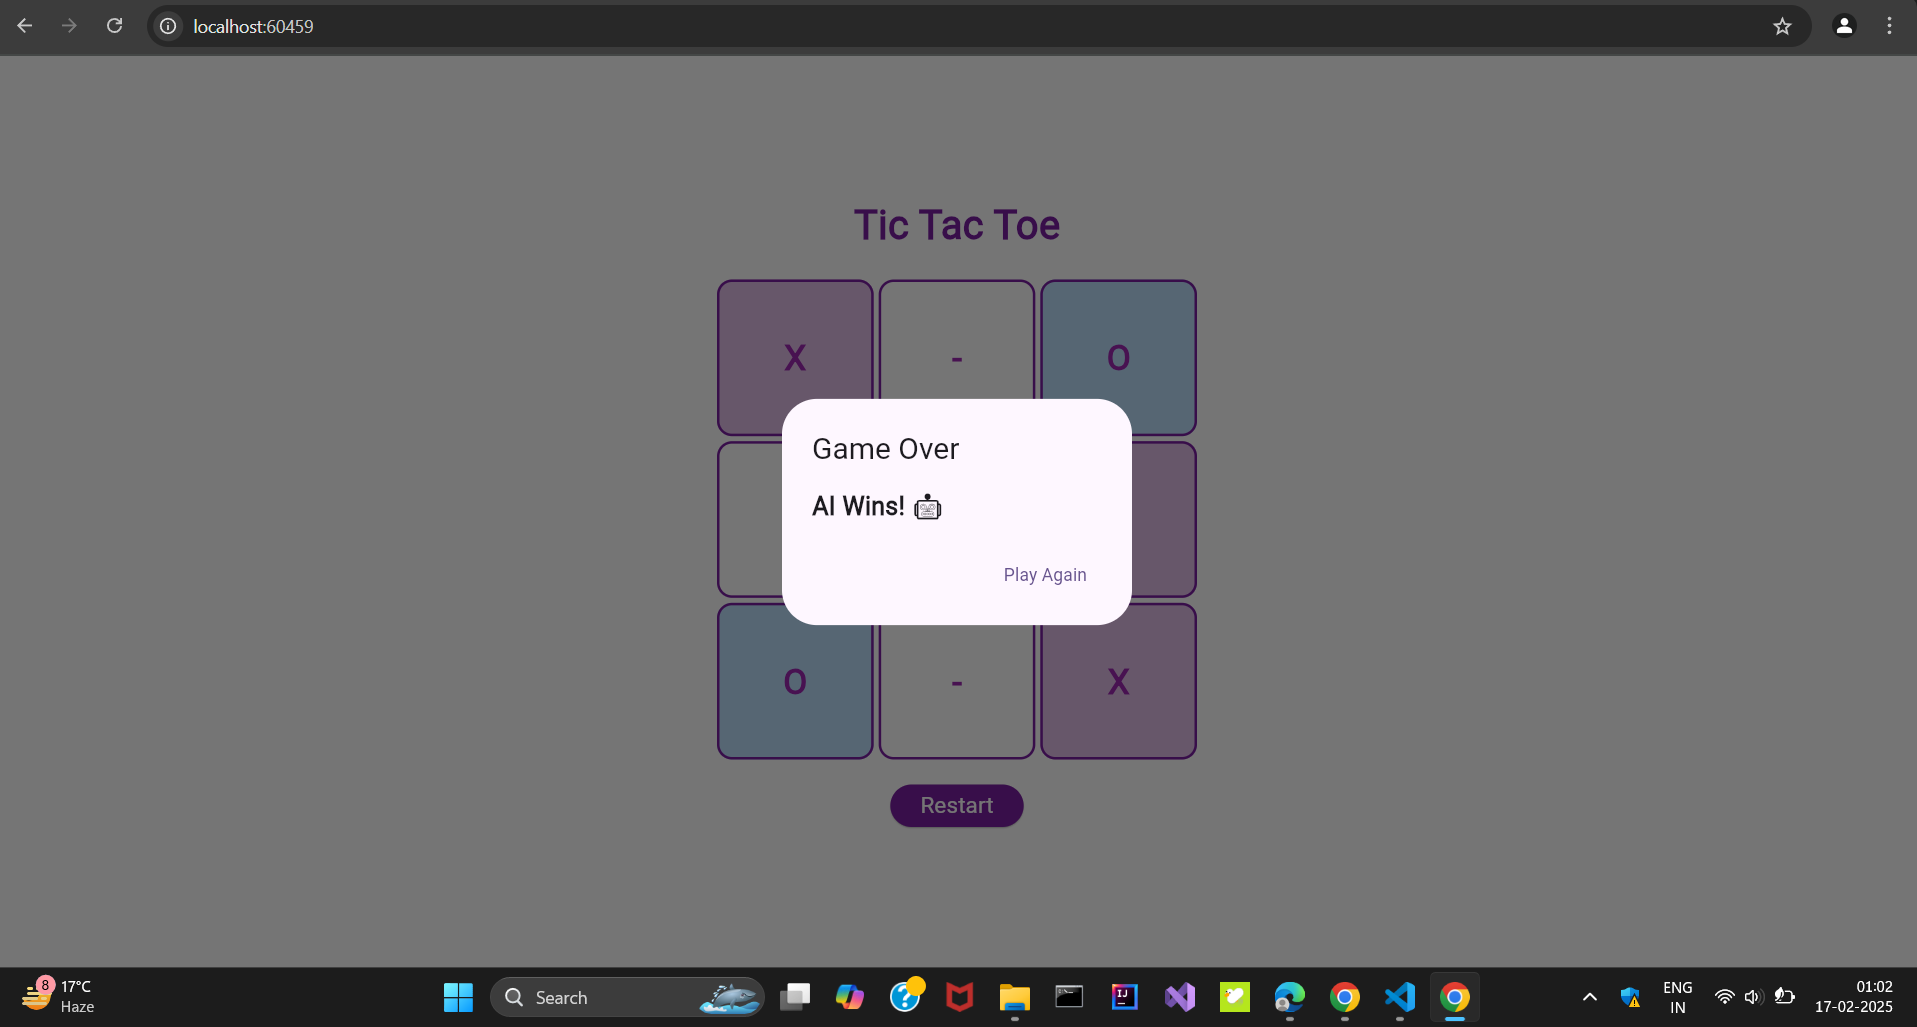 localhost:60459
Tic Tac Toe
X - O
Game Over
AI Wins! 🤖
Play Again
O - X
Restart
8 17°C
Haze
Search
IJ
ENG
IN
01:02
17-02-2025